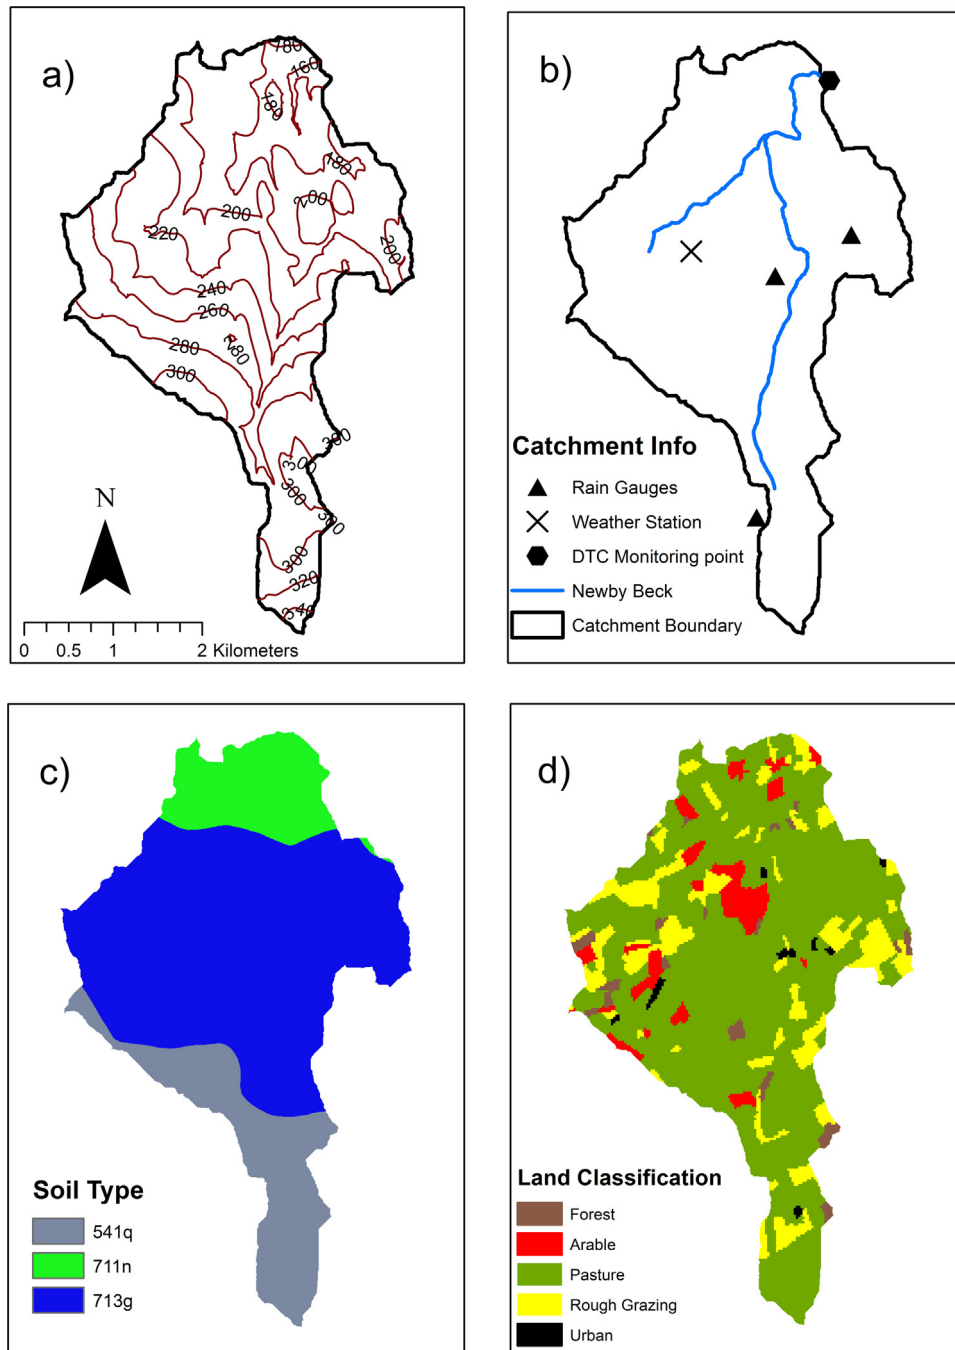 a)
180
160
180
180
200
200
220
200
240
260
280
280
300
300
300
300
300
300
320
340
N
0 0.5 1 2 Kilometers
b)
Catchment Info
Rain Gauges
Weather Station
DTC Monitoring point
Newby Beck
Catchment Boundary
c)
Soil Type
541q
711n
713g
d)
Land Classification
Forest
Arable
Pasture
Rough Grazing
Urban